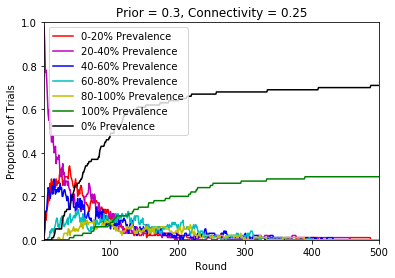 Prior = 0.3, Connectivity = 0.25
1.0
0.8
0.6
0.4
0.2
0.0
Proportion of Trials
0-20% Prevalence
20-40% Prevalence
40-60% Prevalence
60-80% Prevalence
80-100% Prevalence
100% Prevalence
0% Prevalence
100 200 300 400 500
Round